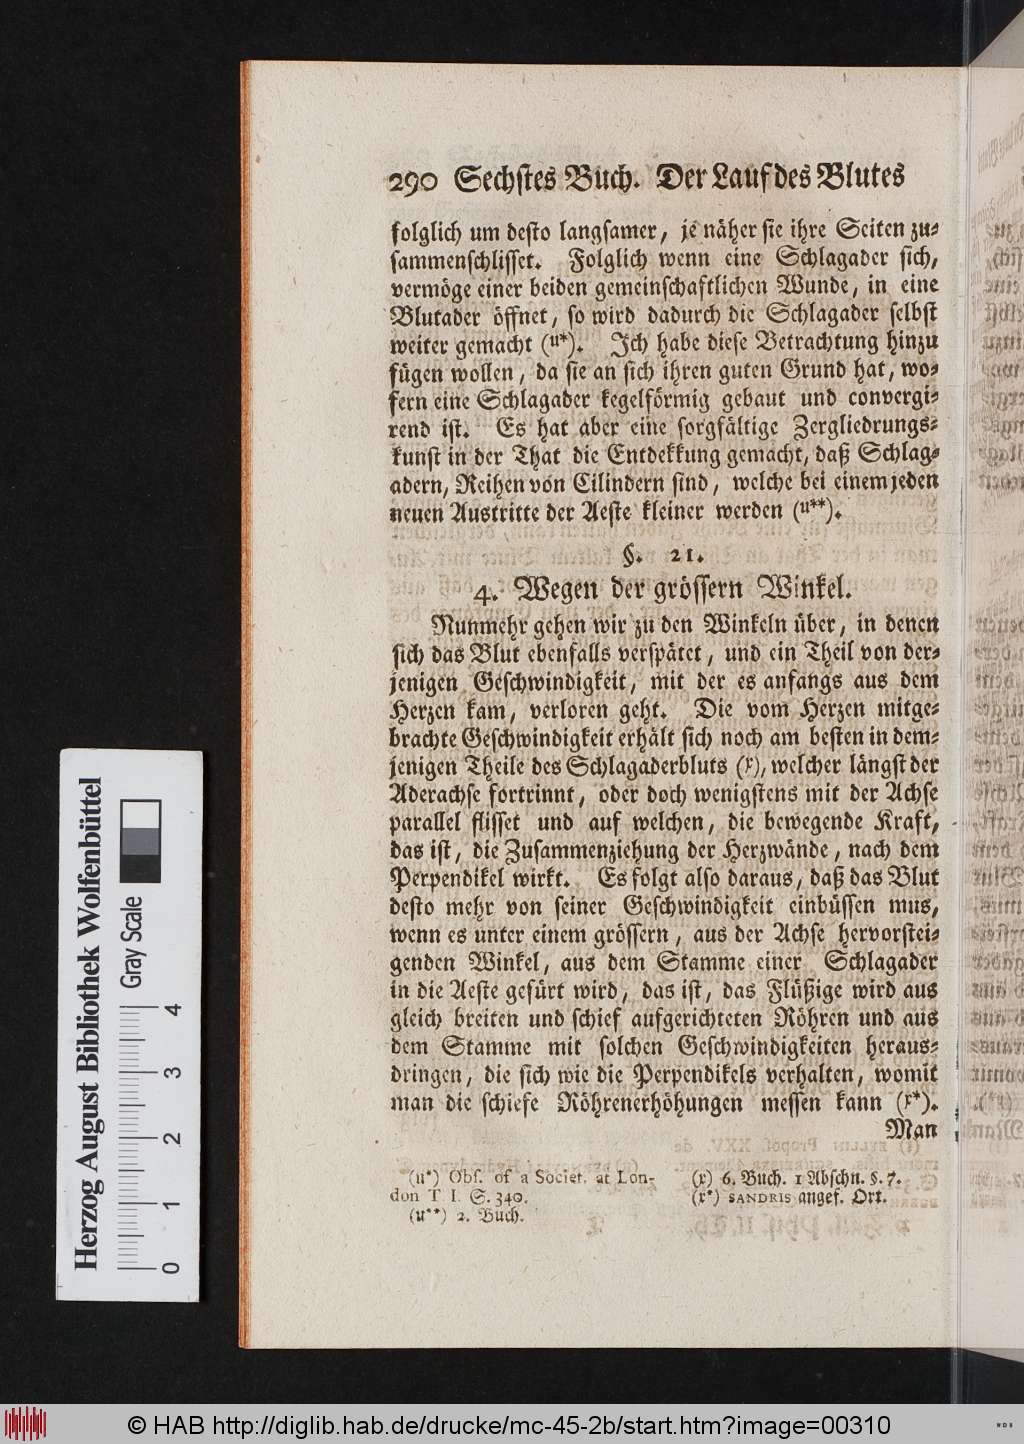 290 Sechstes Buch. Der Lauf des Blutes
folglich um desto langsamer, je näher sie ihre Seiten zu-
sammenschlisset. Folglich wenn eine Schlagader sich,
vermöge einer beiden gemeinschaftlichen Wunde, in eine
Blutader öffnet, so wird dadurch die Schlagader selbst
weiter gemacht (u*). Ich habe diese Betrachtung hinzu
fügen wollen, da sie an sich ihren guten Grund hat, wo-
fern eine Schlagader kegelförmig gebaut und convergi-
rend ist. Es hat aber eine sorgfältige Zergliedrungs-
kunst in der That die Entdekkung gemacht, daß Schlag-
adern, Reihen von Cilindern sind, welche bei einem jeden
neuen Austritte der Aeste kleiner werden (u**).
§. 21.
4. Wegen der grössern Winkel.
Nunmehr gehen wir zu den Winkeln über, in denen
sich das Blut ebenfalls verspätet, und ein Theil von der-
jenigen Geschwindigkeit, mit der es anfangs aus dem
Herzen kam, verloren geht. Die vom Herzen mitge-
brachte Geschwindigkeit erhält sich noch am besten in dem-
jenigen Theile des Schlagaderbluts (x), welcher längst der
Aderachse fortrinnt, oder doch wenigstens mit der Achse
parallel flisset und auf welchen, die bewegende Kraft,
das ist, die Zusammenziehung der Herzwände, nach dem
Perpendikel wirkt. Es folgt also daraus, daß das Blut
desto mehr von seiner Geschwindigkeit einbüssen mus,
wenn es unter einem grössern, aus der Achse hervorstei-
genden Winkel, aus dem Stamme einer Schlagader
in die Aeste gefürt wird, das ist, das Flüßige wird aus
gleich breiten und schief aufgerichteten Röhren und aus
dem Stamme mit solchen Geschwindigkeiten heraus-
dringen, die sich wie die Perpendikels verhalten, womit
man die schiefe Röhrenerhöhungen messen kann (x*).
Man
(u*) Obs. of a Societ. at Lon-
don T I. S. 340.
(u**) 2. Buch.
(x) 6. Buch. 1 Abschn. §. 7.
(x*) SANDRIS angef. Ort.
Herzog August Bibliothek Wolfenbüttel
Gray Scale
0 1 2 3 4
© HAB http://diglib.hab.de/drucke/mc-45-2b/start.htm?image=00310